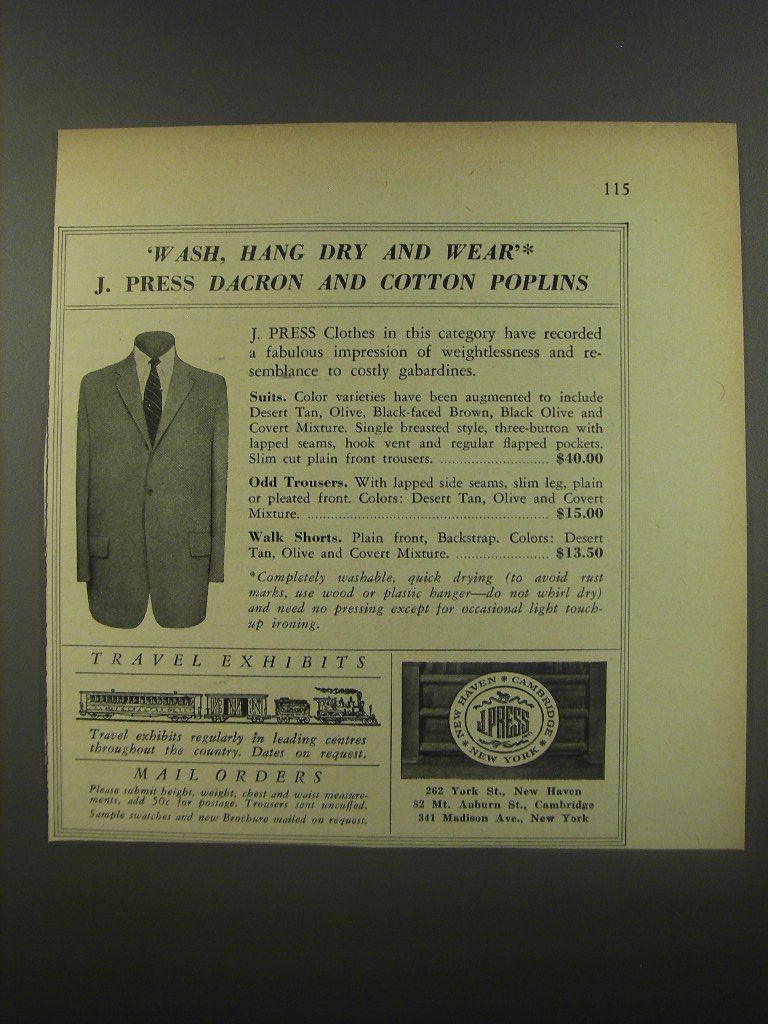 115
‘WASH, HANG DRY AND WEAR’*
J. PRESS DACRON AND COTTON POPLINS
J. PRESS Clothes in this category have recorded
a fabulous impression of weightlessness and re-
semblance to costly gabardines.
Suits. Color varieties have been augmented to include
Desert Tan, Olive, Black-faced Brown, Black Olive and
Covert Mixture. Single breasted style, three-button with
lapped seams, hook vent and regular flapped pockets.
Slim cut plain front trousers. ............................ $40.00
Odd Trousers. With lapped side seams, slim leg, plain
or pleated front. Colors: Desert Tan, Olive and Covert
Mixture. ............................................................. $15.00
Walk Shorts. Plain front, Backstrap. Colors: Desert
Tan, Olive and Covert Mixture. ........................ $13.50
*Completely washable, quick drying (to avoid rust
marks, use wood or plastic hanger—do not whirl dry)
and need no pressing except for occasional light touch-
up ironing.
TRAVEL EXHIBITS
Travel exhibits regularly in leading centres
throughout the country. Dates on request.
MAIL ORDERS
Please submit height, weight, chest and waist measure-
ments, add 50c for postage. Trousers sent uncuffed.
Sample swatches and new Brochure mailed on request.
NEW HAVEN * CAMBRIDGE
J. PRESS
* NEW YORK *
262 York St., New Haven
82 Mt. Auburn St., Cambridge
341 Madison Ave., New York